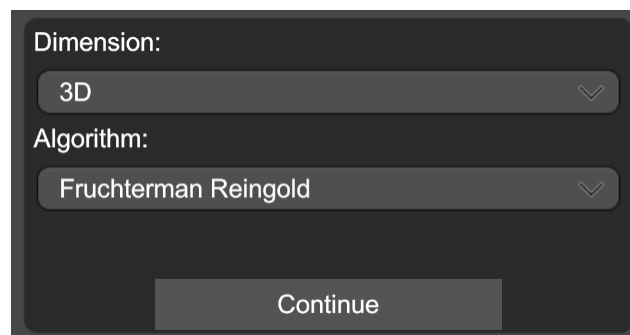 Dimension:
3D
Algorithm:
Fruchterman Reingold
Continue